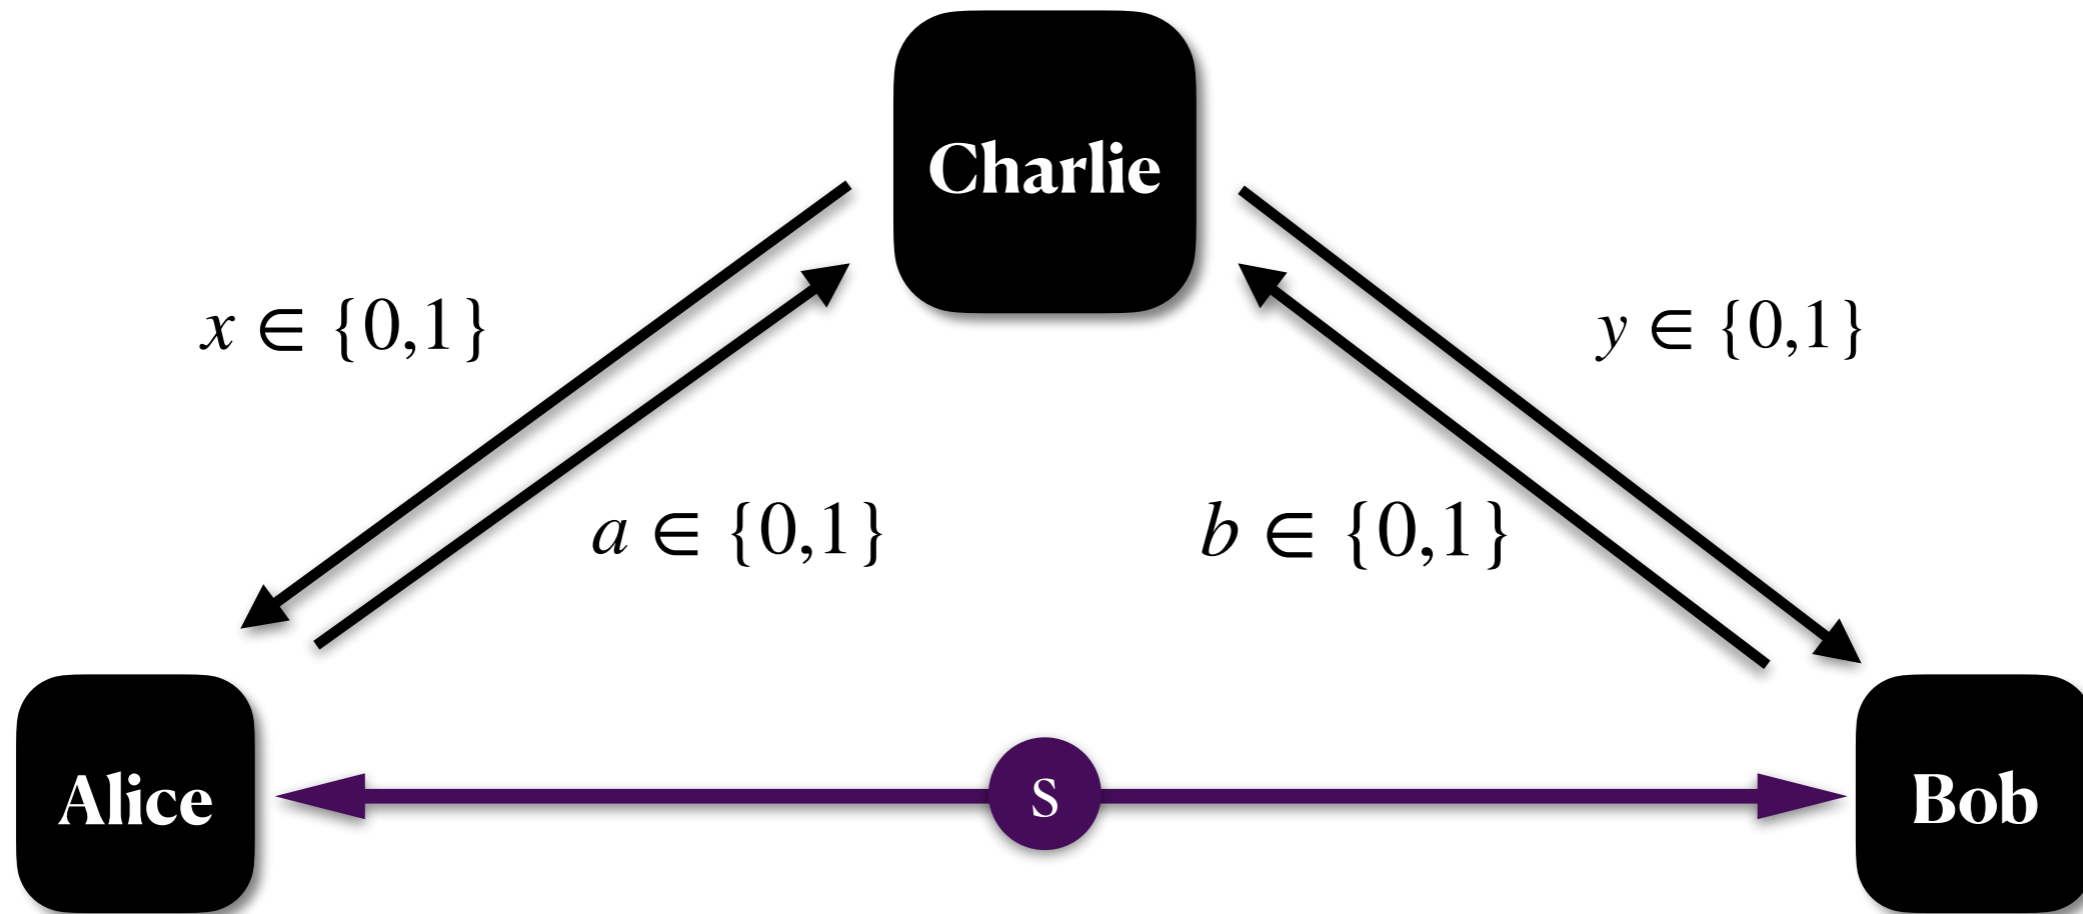 Charlie
x ∈ {0,1}
y ∈ {0,1}
a ∈ {0,1}
b ∈ {0,1}
Alice
S
Bob